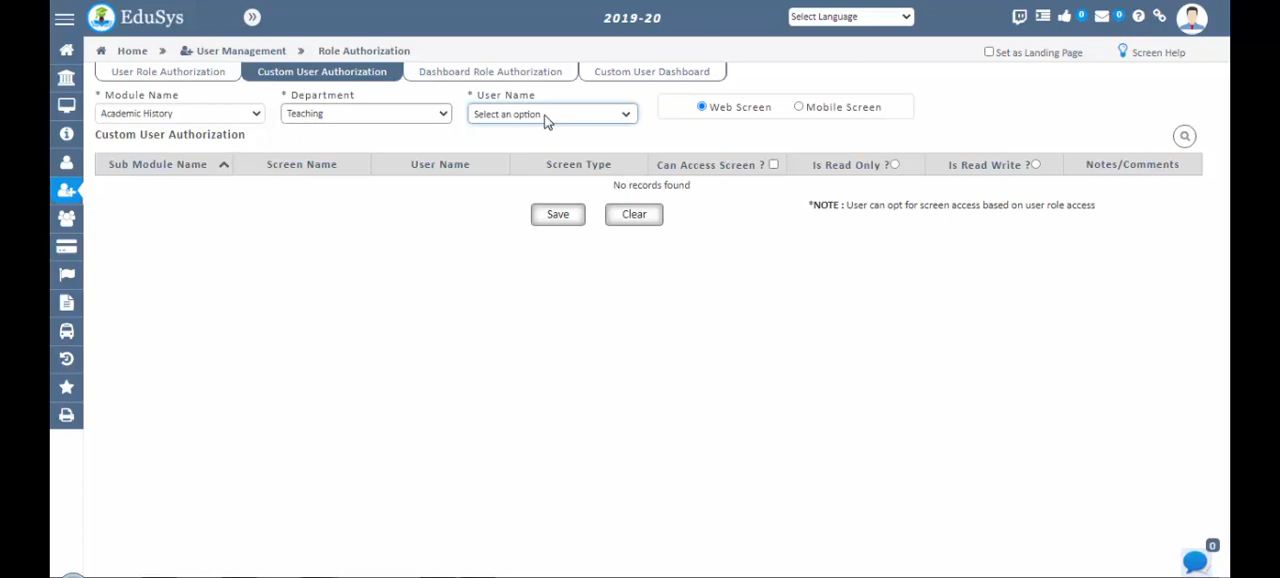 EduSys
2019-20
Select Language
0
0
Home » User Management » Role Authorization
Set as Landing Page
Screen Help
User Role Authorization
Custom User Authorization
Dashboard Role Authorization
Custom User Dashboard
* Module Name
* Department
* User Name
Academic History
Teaching
Select an option
Web Screen
Mobile Screen
Custom User Authorization
Sub Module Name
Screen Name
User Name
Screen Type
Can Access Screen ?
Is Read Only ?
Is Read Write ?
Notes/Comments
No records found
Save
Clear
*NOTE : User can opt for screen access based on user role access
0